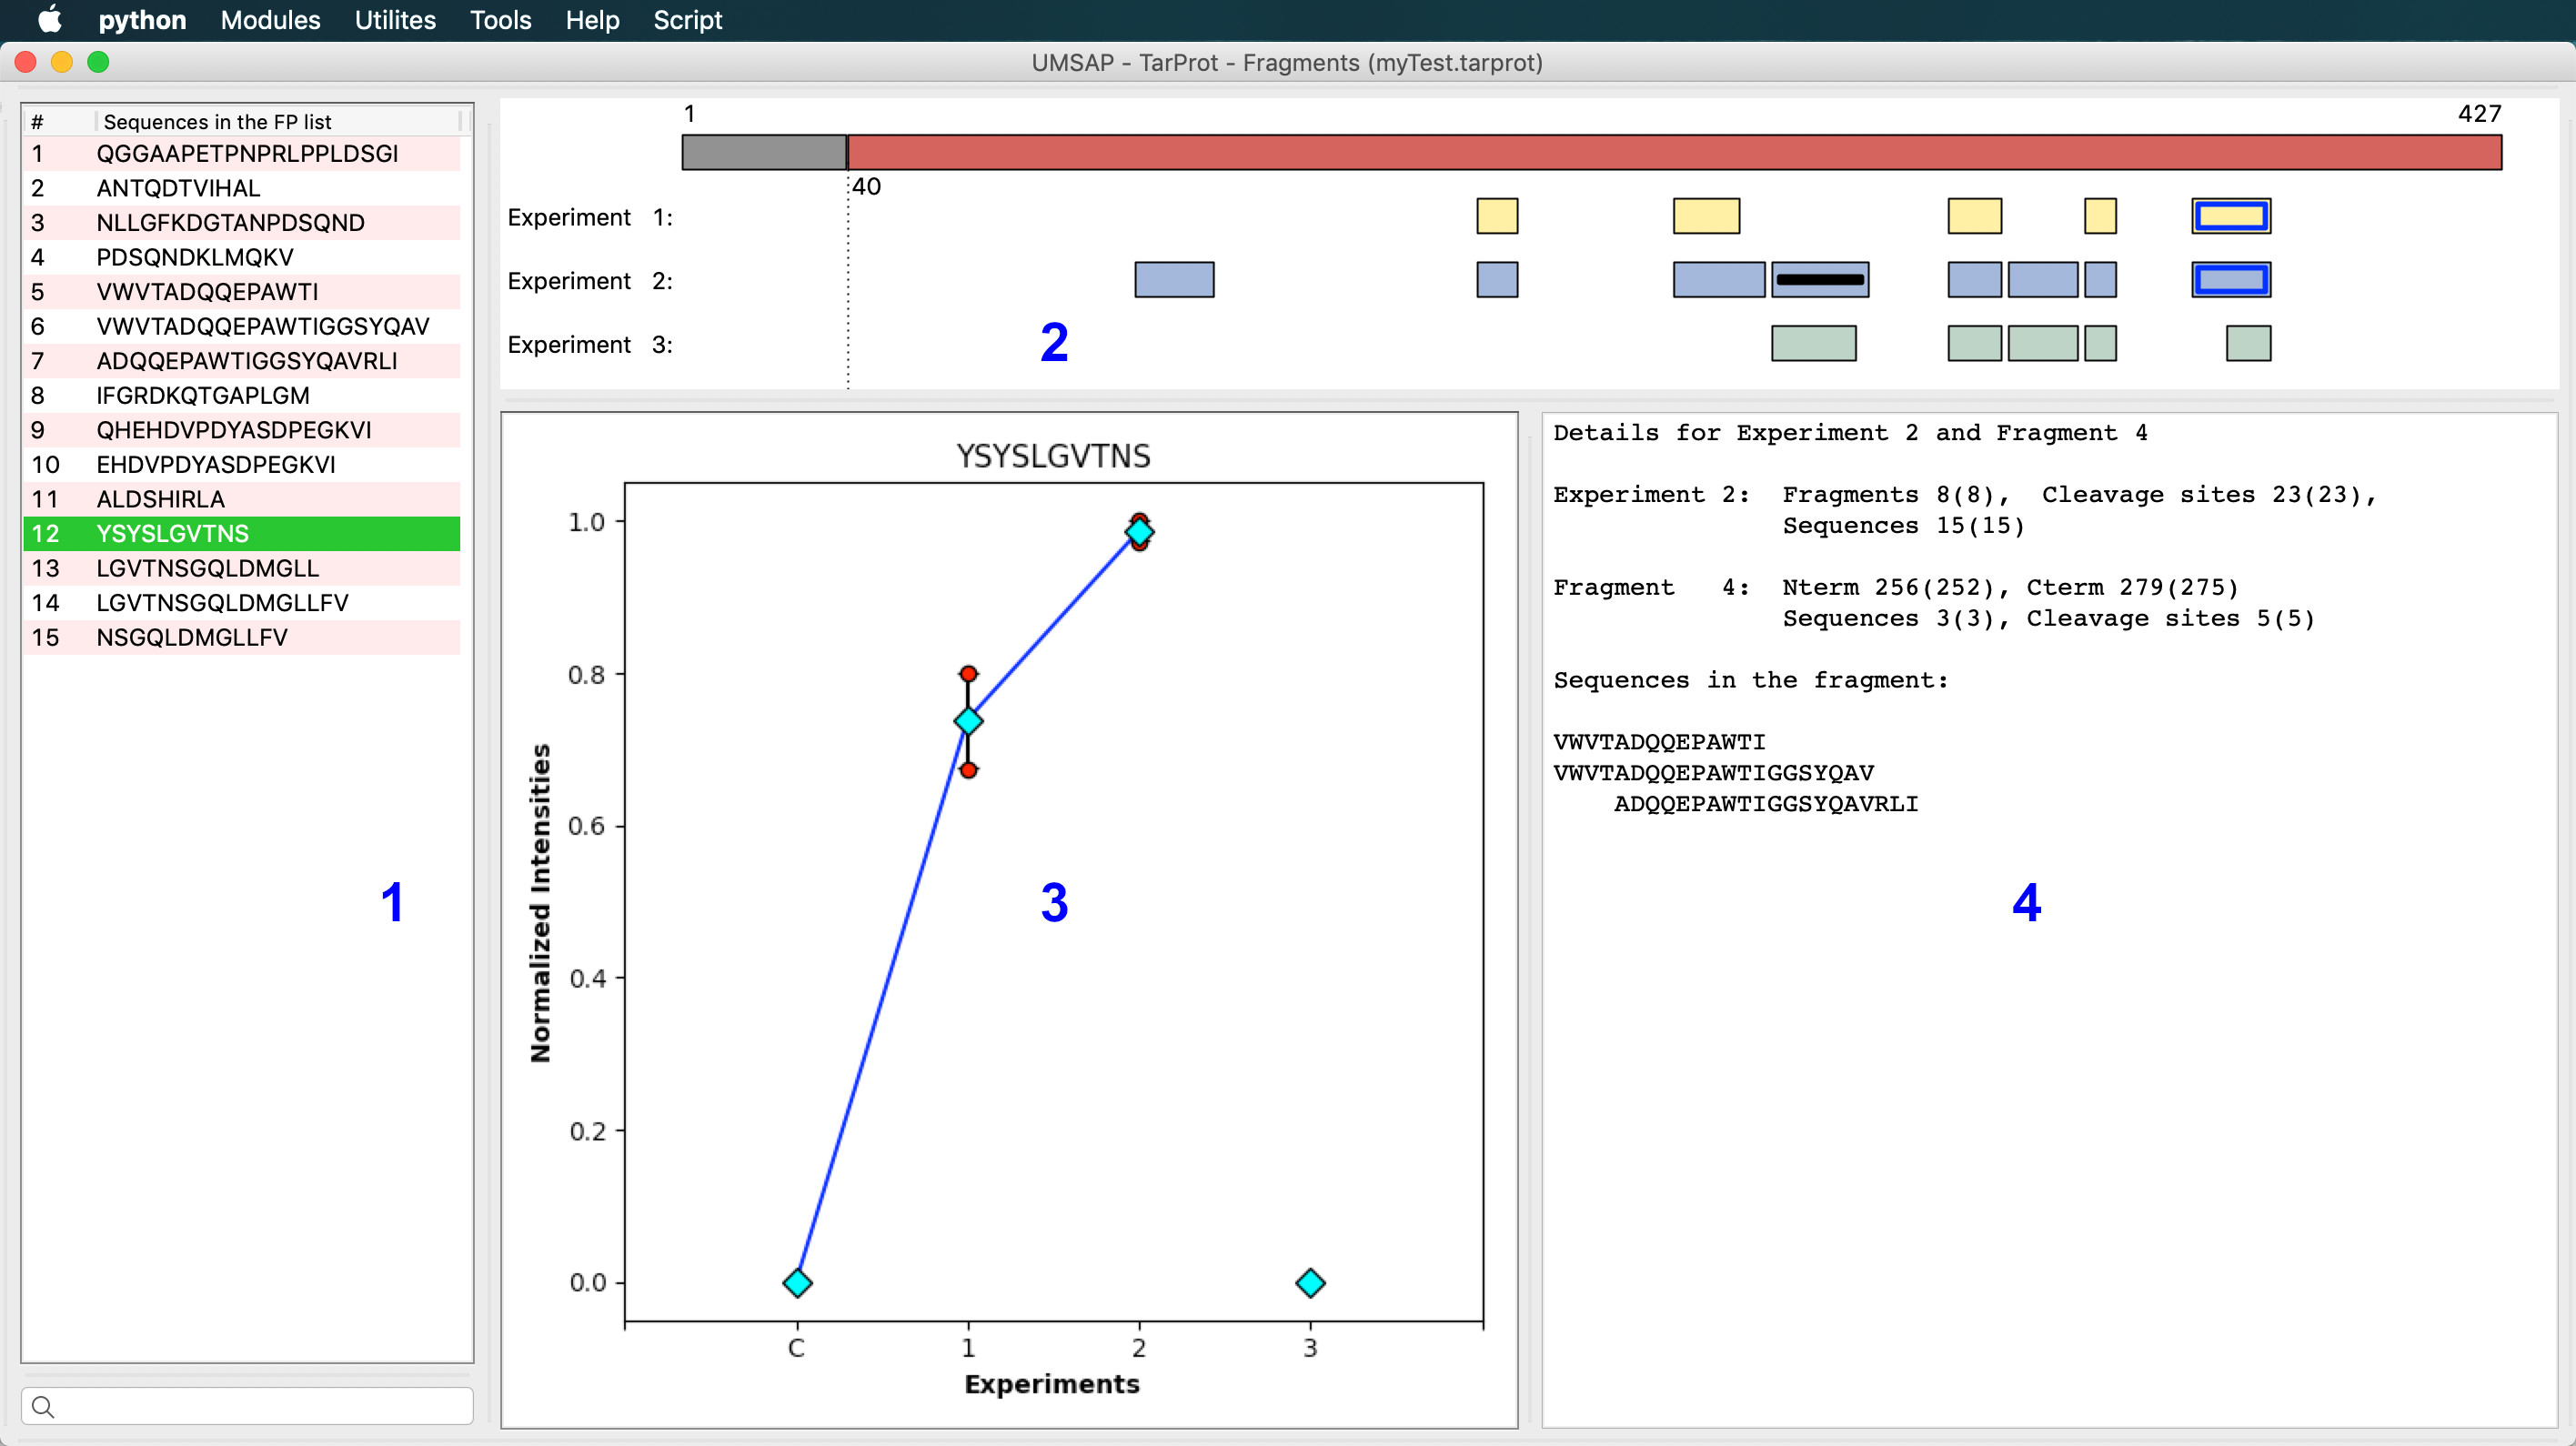 python Modules Utilites Tools Help Script
UMSAP - TarProt - Fragments (myTest.tarprot)
# Sequences in the FP list
1 QGGAAPETPNPRLPPLDSGI
2 ANTQDTVIHAL
3 NLLGFKDGTANPDSQND
4 PDSQNDKLMQKV
5 VWVTADQQEPAWTI
6 VWVTADQQEPAWTIGGSYQAV
7 ADQQEPAWTIGGSYQAVRLI
8 IFGRDKQTGAPLGM
9 QHEHDVPDYASDPEGKVI
10 EHDVPDYASDPEGKVI
11 ALDSHIRLA
12 YSYSLGVTNS
13 LGVTNSGQLDMGLL
14 LGVTNSGQLDMGLLFV
15 NSGQLDMGLLFV
1
1 427
40
Experiment 1:
Experiment 2:
Experiment 3:
2
YSYSLGVTNS
1.0
0.8
0.6
0.4
0.2
0.0
Normalized Intensities
C 1 2 3
Experiments
3
Details for Experiment 2 and Fragment 4
Experiment 2: Fragments 8(8), Cleavage sites 23(23),
Sequences 15(15)
Fragment 4: Nterm 256(252), Cterm 279(275)
Sequences 3(3), Cleavage sites 5(5)
Sequences in the fragment:
VWVTADQQEPAWTI
VWVTADQQEPAWTIGGSYQAV
ADQQEPAWTIGGSYQAVRLI
4